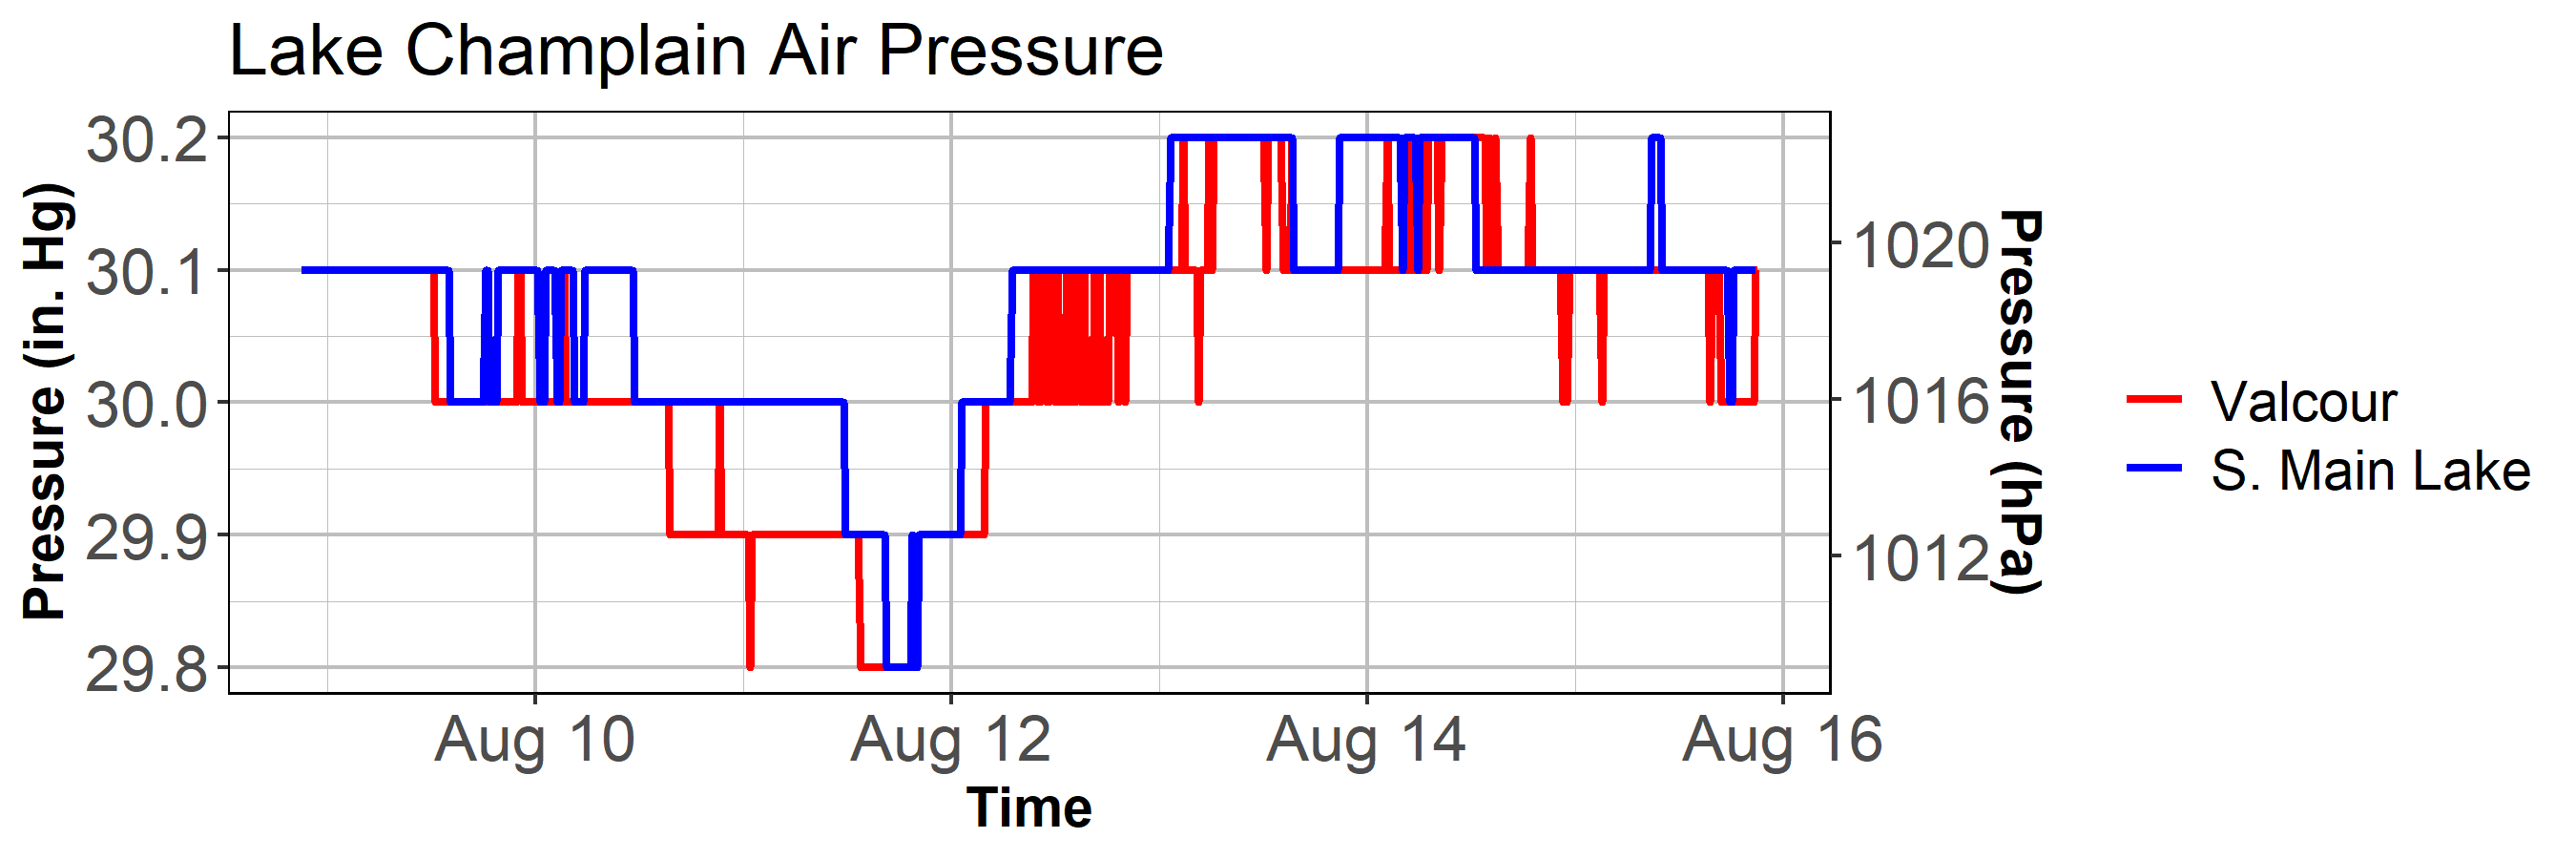 Lake Champlain Air Pressure
Pressure (in. Hg)
30.2
30.1
30.0
29.9
29.8
Aug 10 Aug 12 Aug 14 Aug 16
Time
1020
1016
1012
Pressure (hPa)
Valcour
S. Main Lake